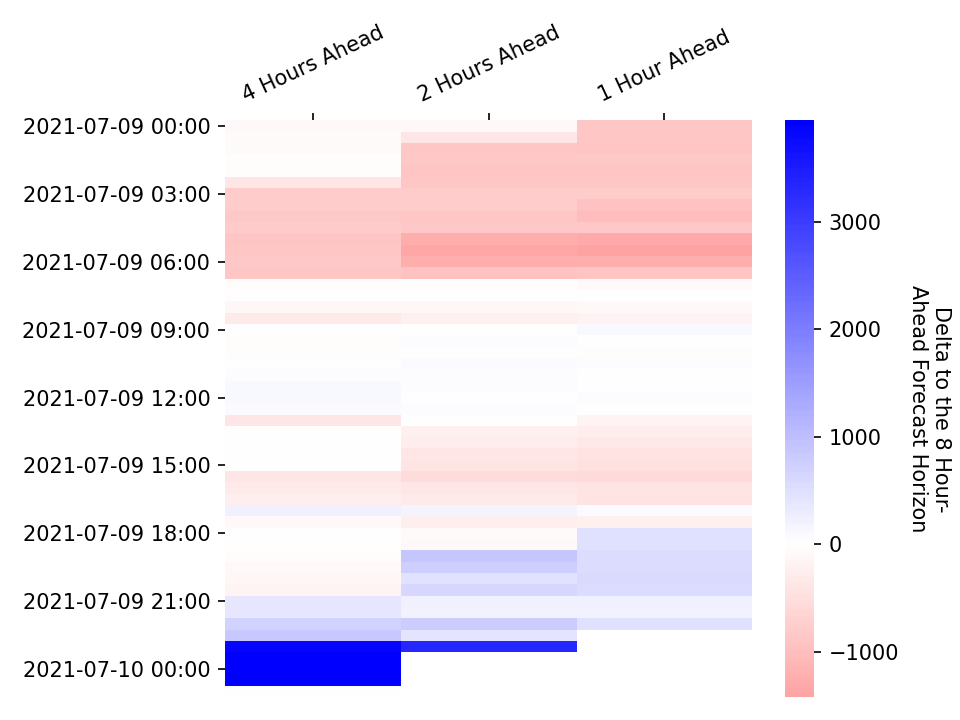 4 Hours Ahead
2 Hours Ahead
1 Hour Ahead
2021-07-09 00:00
2021-07-09 03:00
2021-07-09 06:00
2021-07-09 09:00
2021-07-09 12:00
2021-07-09 15:00
2021-07-09 18:00
2021-07-09 21:00
2021-07-10 00:00
3000
2000
1000
0
−1000
Delta to the 8 Hour-
Ahead Forecast Horizon